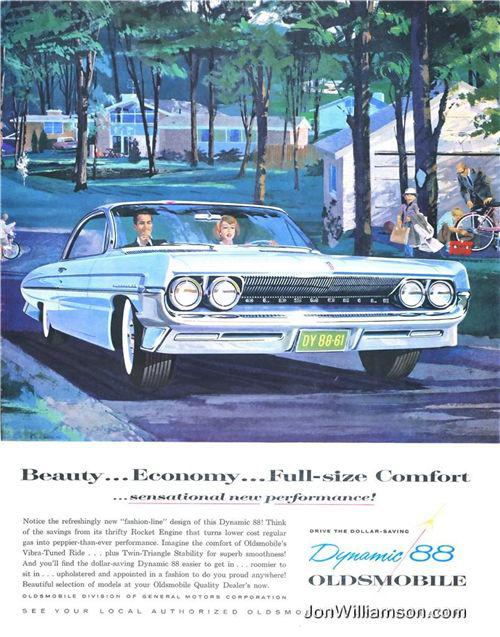 OLDSMOBILE
DY 88-61
Beauty...Economy...Full-size Comfort
...sensational new performance!
Notice the refreshingly new "fashion-line" design of this Dynamic 88! Think
of the savings from its thrifty Rocket Engine that turns lower cost regular
gas into peppier-than-ever performance. Imagine the comfort of Oldsmobile's
Vibra-Tuned Ride . . . plus Twin-Triangle Stability for superb smoothness!
And you'll find the dollar-saving Dynamic 88 easier to get in . . . roomier to
sit in . . . upholstered and appointed in a fashion to do you proud anywhere!
Beautiful selection of models at your Oldsmobile Quality Dealer's now.
OLDSMOBILE DIVISION OF GENERAL MOTORS CORPORATION
DRIVE THE DOLLAR-SAVING
Dynamic 88
OLDSMOBILE
SEE YOUR LOCAL AUTHORIZED OLDSMO
JonWilliamson.com